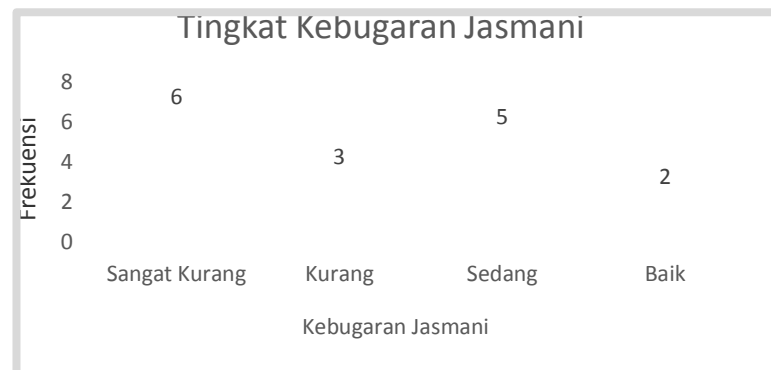 Tingkat Kebugaran Jasmani
Frekuensi
8
6
4
2
0
6
3
5
2
Sangat Kurang Kurang Sedang Baik
Kebugaran Jasmani